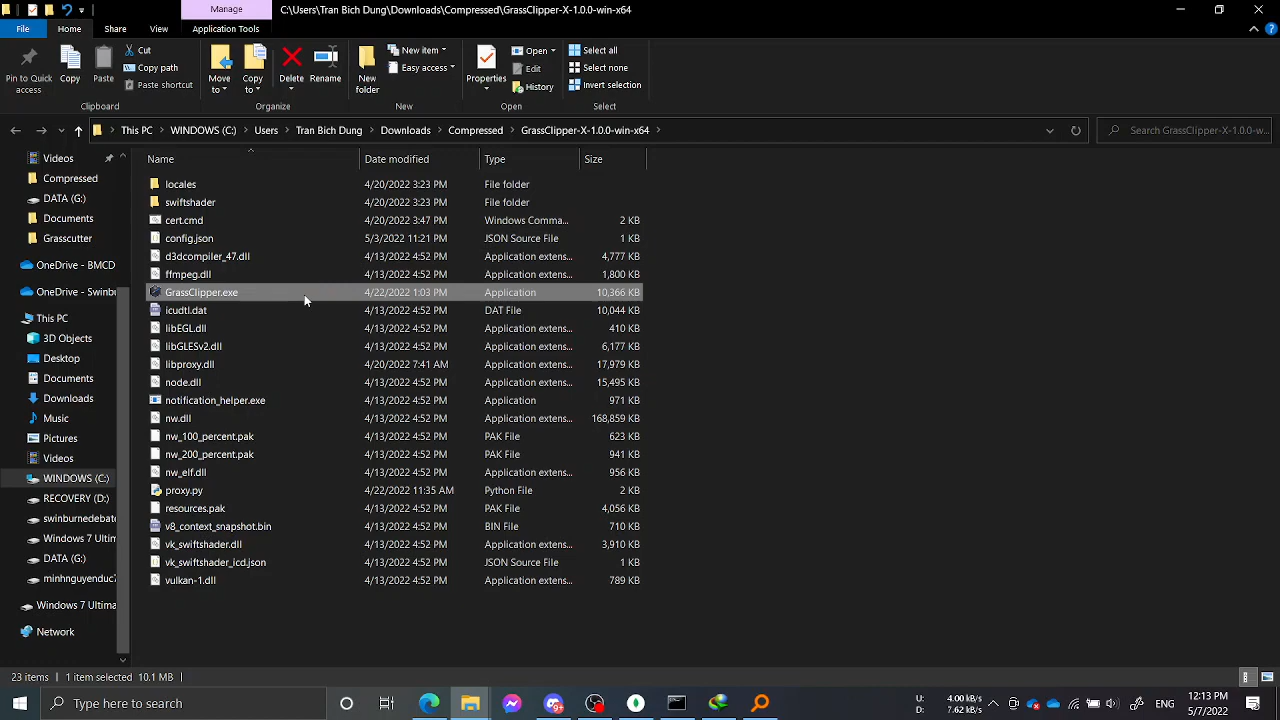 Manage
C:\Users\Tran Bich Dung\Downloads\Compressed\GrassClipper-X-1.0.0-win-x64
File
Home
Share
View
Application Tools
Pin to Quick access
Copy
Paste
Cut
Copy path
Paste shortcut
Clipboard
Move to
Copy to
Delete
Rename
Organize
New folder
New item
Easy access
New
Properties
Open
Edit
History
Open
Select all
Select none
Invert selection
Select
This PC > WINDOWS (C:) > Users > Tran Bich Dung > Downloads > Compressed > GrassClipper-X-1.0.0-win-x64 >
Search GrassClipper-X-1.0.0-w...
Videos
Compressed
DATA (G:)
Documents
Grasscutter
OneDrive - BMCD
OneDrive - Swinb
This PC
3D Objects
Desktop
Documents
Downloads
Music
Pictures
Videos
WINDOWS (C:)
RECOVERY (D:)
swinburnedebat
Windows 7 Ultim
DATA (G:)
minhnguyenduc7
Windows 7 Ultima
Network
Name Date modified Type Size
locales 4/20/2022 3:23 PM File folder
swiftshader 4/20/2022 3:23 PM File folder
cert.cmd 4/20/2022 3:47 PM Windows Comma... 2 KB
config.json 5/3/2022 11:21 PM JSON Source File 1 KB
d3dcompiler_47.dll 4/13/2022 4:52 PM Application extens... 4,777 KB
ffmpeg.dll 4/13/2022 4:52 PM Application extens... 1,800 KB
GrassClipper.exe 4/22/2022 1:03 PM Application 10,366 KB
icudtl.dat 4/13/2022 4:52 PM DAT File 10,044 KB
libEGL.dll 4/13/2022 4:52 PM Application extens... 410 KB
libGLESv2.dll 4/13/2022 4:52 PM Application extens... 6,177 KB
libproxy.dll 4/20/2022 7:41 AM Application extens... 17,979 KB
node.dll 4/13/2022 4:52 PM Application extens... 15,495 KB
notification_helper.exe 4/13/2022 4:52 PM Application 971 KB
nw.dll 4/13/2022 4:52 PM Application extens... 168,859 KB
nw_100_percent.pak 4/13/2022 4:52 PM PAK File 623 KB
nw_200_percent.pak 4/13/2022 4:52 PM PAK File 941 KB
nw_elf.dll 4/13/2022 4:52 PM Application extens... 956 KB
proxy.py 4/22/2022 11:35 AM Python File 2 KB
resources.pak 4/13/2022 4:52 PM PAK File 4,056 KB
v8_context_snapshot.bin 4/13/2022 4:52 PM BIN File 710 KB
vk_swiftshader.dll 4/13/2022 4:52 PM Application extens... 3,910 KB
vk_swiftshader_icd.json 4/13/2022 4:52 PM JSON Source File 1 KB
vulkan-1.dll 4/13/2022 4:52 PM Application extens... 789 KB
23 items 1 item selected 10.1 MB
Type here to search
U: 4.00 kB/s
D: 7.62 kB/s
ENG
12:13 PM
5/7/2022